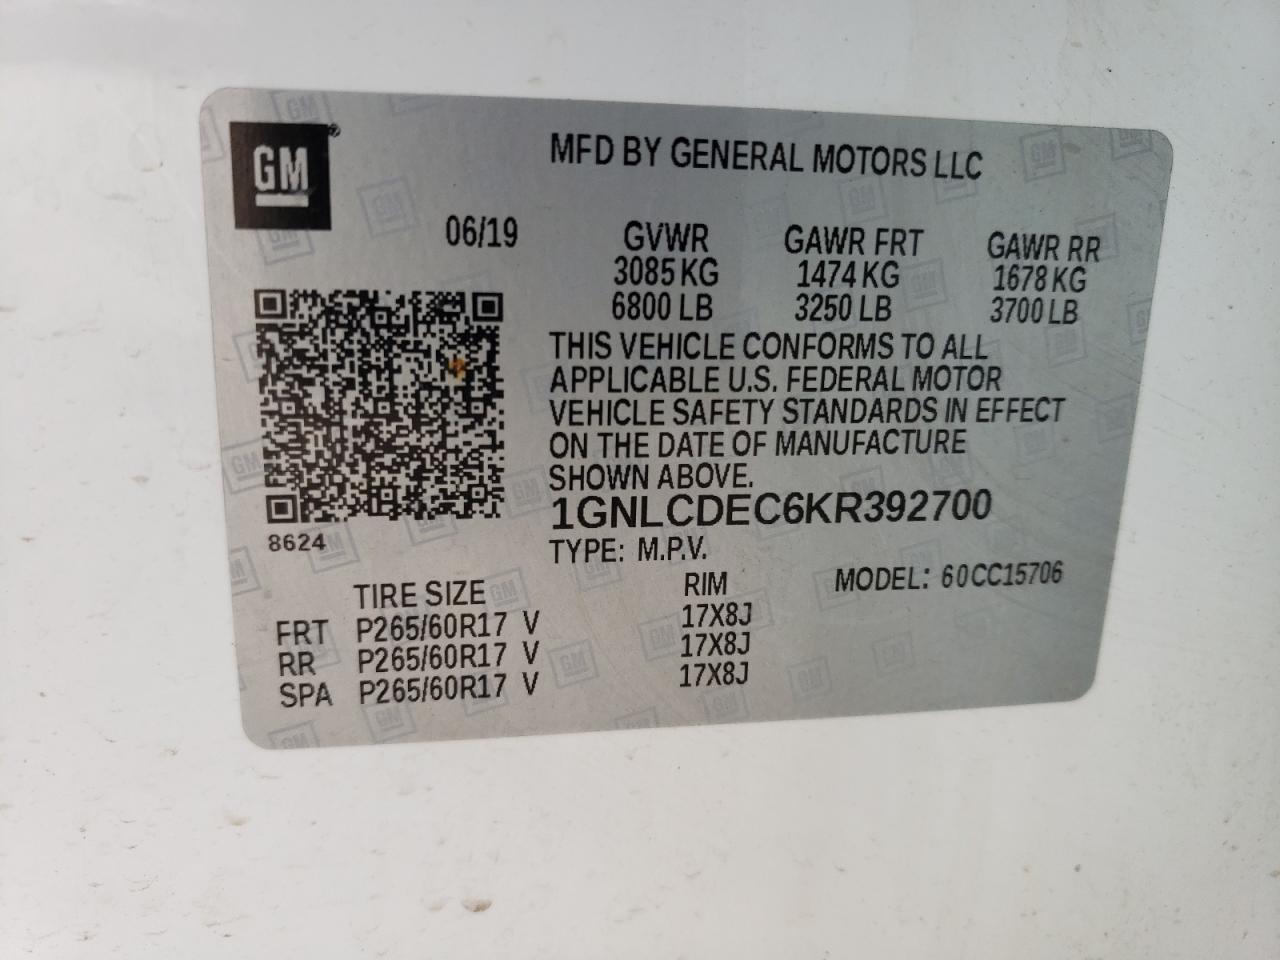 GM
MFD BY GENERAL MOTORS LLC
06/19
GVWR GAWR FRT GAWR RR
3085 KG 1474 KG 1678 KG
6800 LB 3250 LB 3700 LB
THIS VEHICLE CONFORMS TO ALL
APPLICABLE U.S. FEDERAL MOTOR
VEHICLE SAFETY STANDARDS IN EFFECT
ON THE DATE OF MANUFACTURE
SHOWN ABOVE.
1GNLCDEC6KR392700
8624
TYPE: M.P.V. MODEL: 60CC15706
TIRE SIZE RIM
FRT P265/60R17 V 17X8J
RR P265/60R17 V 17X8J
SPA P265/60R17 V 17X8J